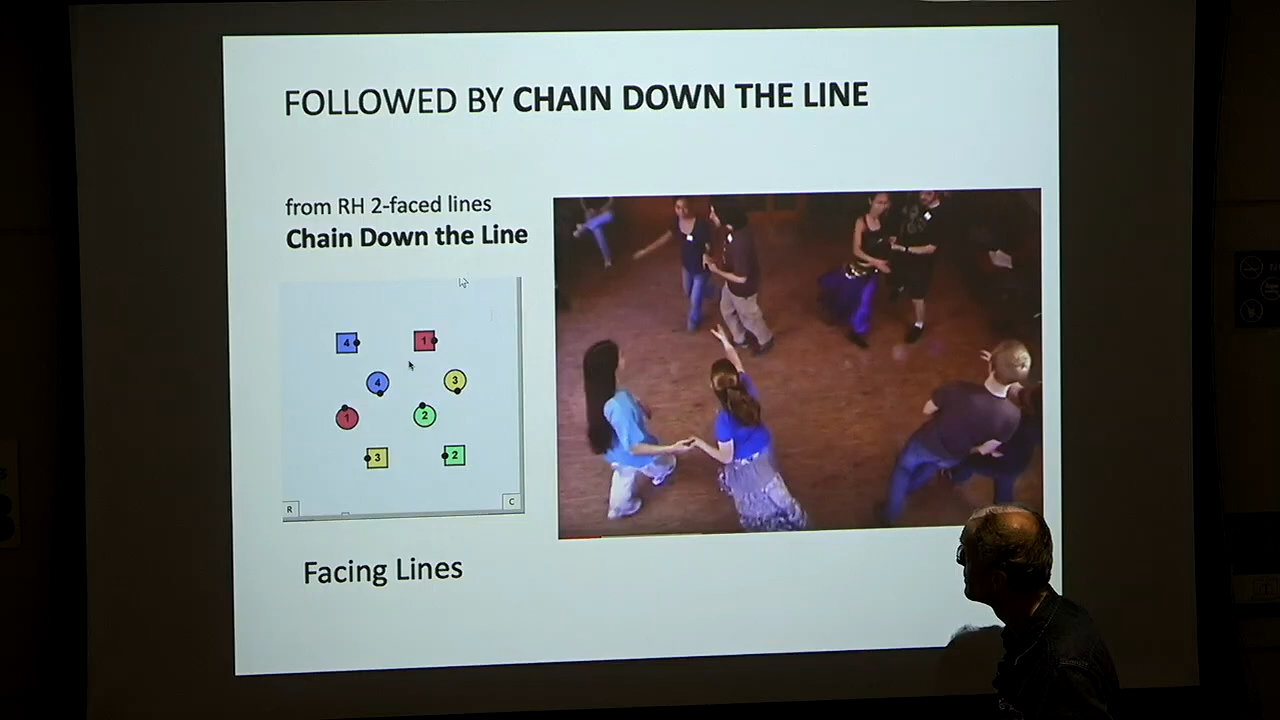 FOLLOWED BY CHAIN DOWN THE LINE
from RH 2-faced lines
Chain Down the Line
4 1
4 3
1 2
3 2
R C
Facing Lines